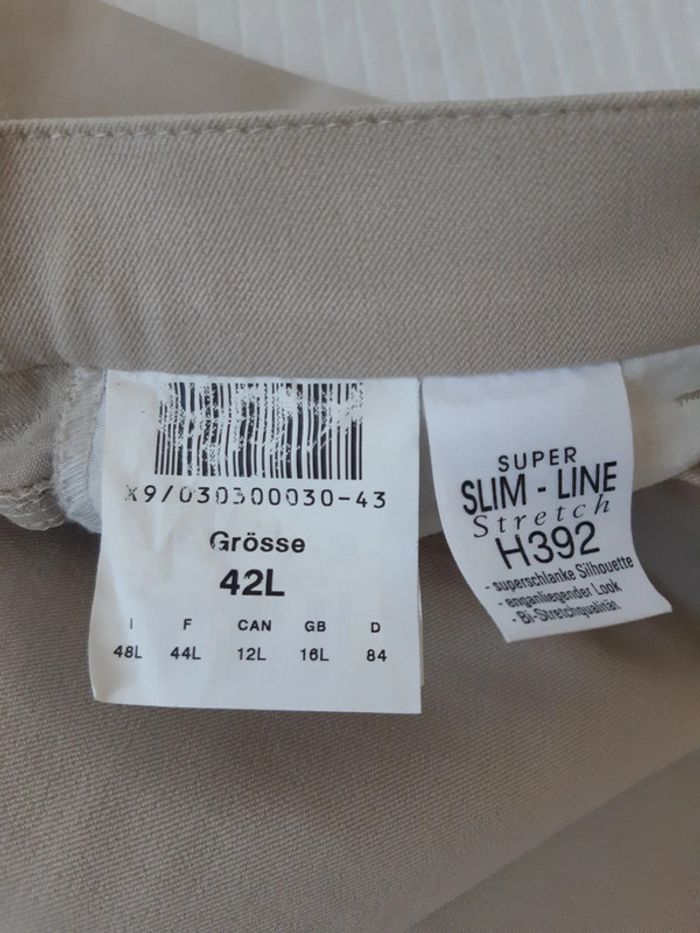 x9/030300030-43
Grösse
42L
I F CAN GB D
48L 44L 12L 16L 84
SUPER
SLIM - LINE
Stretch
H392
- superschlanke Silhouette
- enganliegender Look
- Bi-Stretchqualität